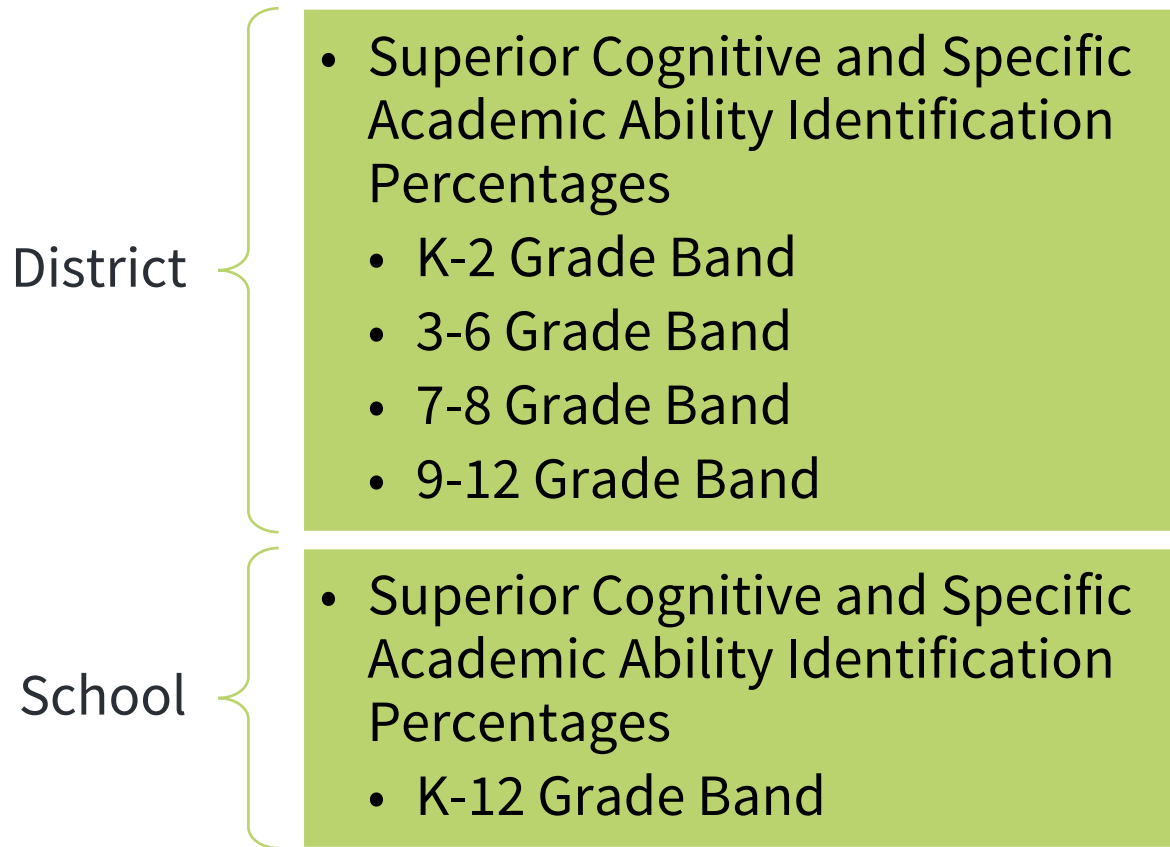 District
• Superior Cognitive and Specific
Academic Ability Identification
Percentages
• K-2 Grade Band
• 3-6 Grade Band
• 7-8 Grade Band
• 9-12 Grade Band
School
• Superior Cognitive and Specific
Academic Ability Identification
Percentages
• K-12 Grade Band